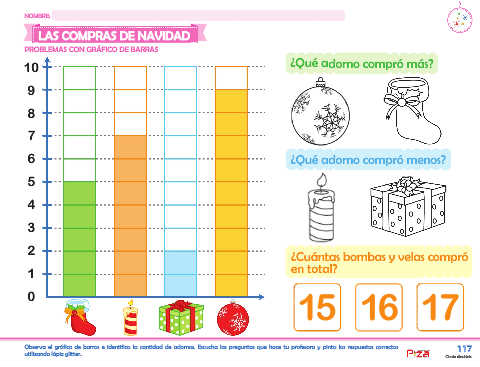 NOMBRE
LAS COMPRAS DE NAVIDAD
PROBLEMAS CON GRÁFICO DE BARRAS
10
9
8
7
6
5
4
3
2
1
0
¿Qué adorno compró más?
¿Qué adorno compró menos?
¿Cuántas bombas y velas compró
en total?
15 16 17
Observa el gráfico de barras e identifica la cantidad de adornos. Escucha las preguntas que hace tu profesora y pinta las respuestas correctas
utilizando lápiz glitter.
117